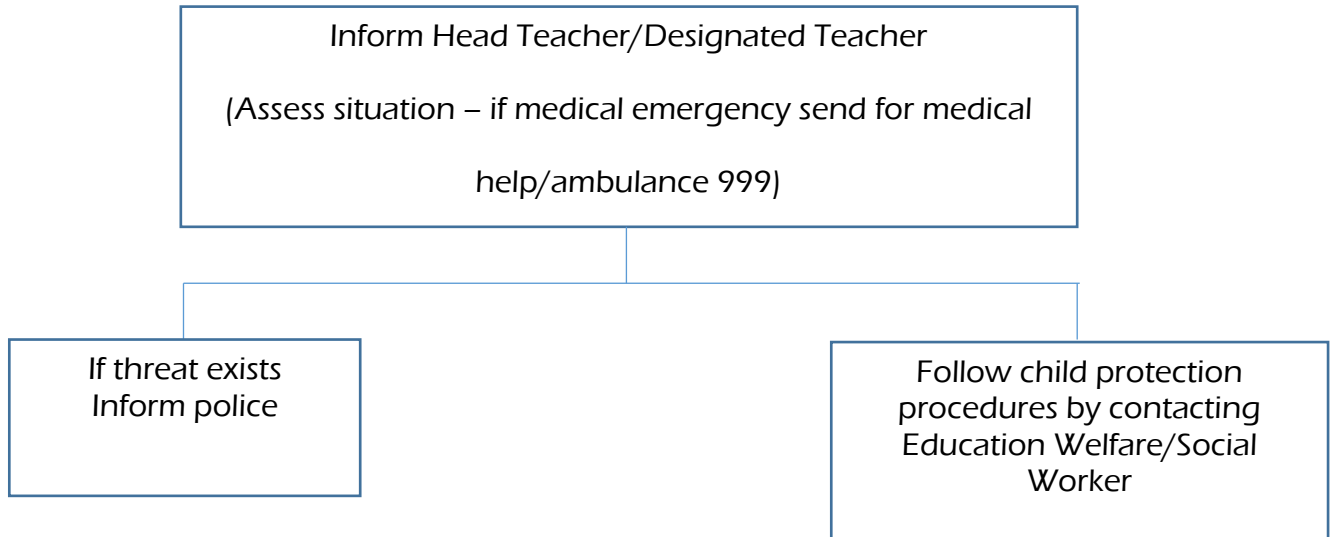 Inform Head Teacher/Designated Teacher
(Assess situation – if medical emergency send for medical
help/ambulance 999)
If threat exists
Inform police
Follow child protection
procedures by contacting
Education Welfare/Social
Worker